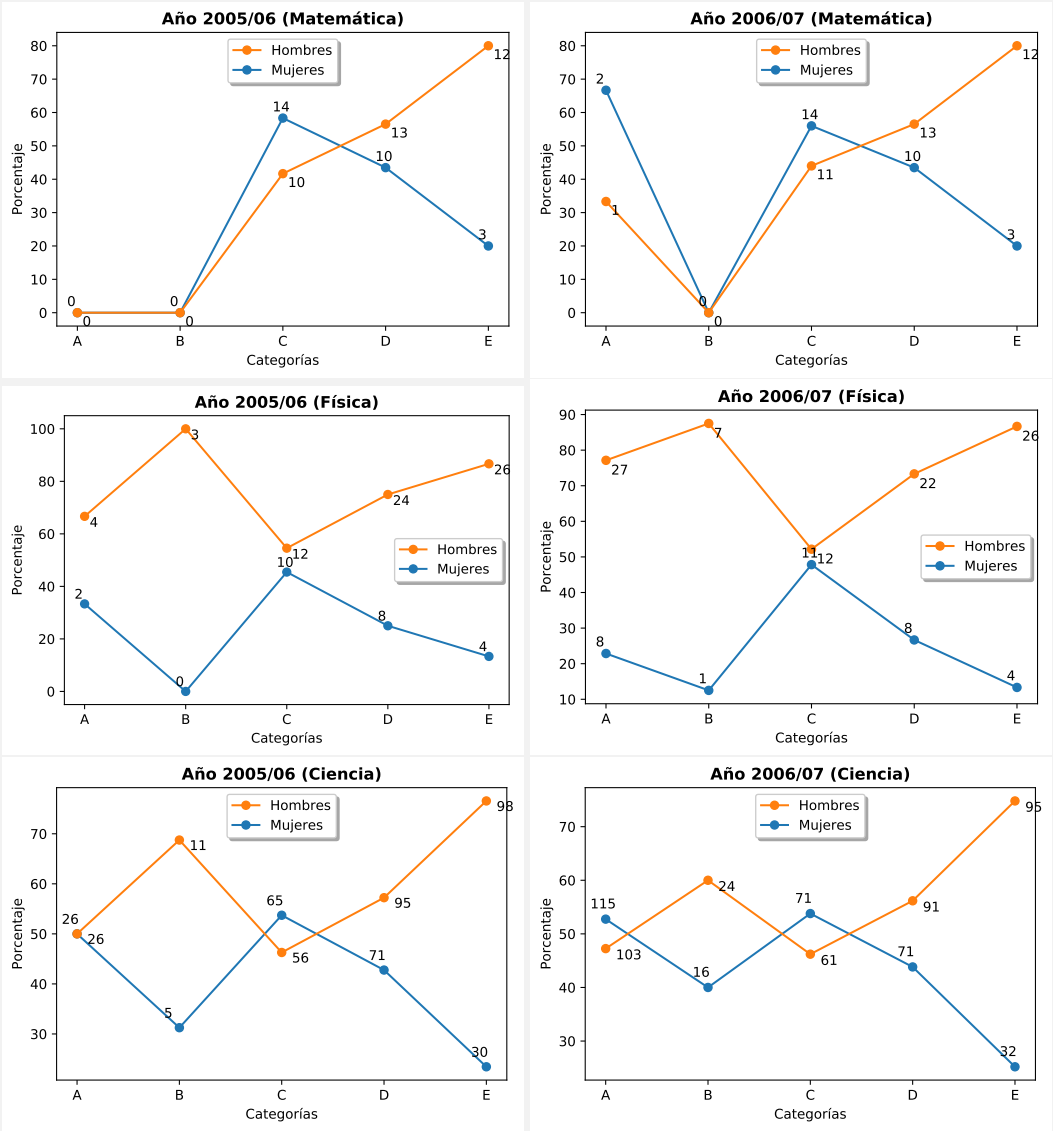 Año 2005/06 (Matemática)
Hombres
Mujeres
Porcentaje
80
70
60
50
40
30
20
10
0
0
0
0
0
14
10
10
13
3
12
A B C D E
Categorías
Año 2006/07 (Matemática)
Hombres
Mujeres
Porcentaje
80
70
60
50
40
30
20
10
0
2
1
0
0
14
11
10
13
3
12
A B C D E
Categorías
Año 2005/06 (Física)
Hombres
Mujeres
Porcentaje
100
80
60
40
20
0
4
2
3
0
12
10
24
8
26
4
A B C D E
Categorías
Año 2006/07 (Física)
Hombres
Mujeres
Porcentaje
90
80
70
60
50
40
30
20
10
27
8
7
1
11
12
22
8
26
4
A B C D E
Categorías
Año 2005/06 (Ciencia)
Hombres
Mujeres
Porcentaje
70
60
50
40
30
26
26
11
5
65
56
95
71
98
30
A B C D E
Categorías
Año 2006/07 (Ciencia)
Hombres
Mujeres
Porcentaje
70
60
50
40
30
115
103
24
16
71
61
91
71
95
32
A B C D E
Categorías